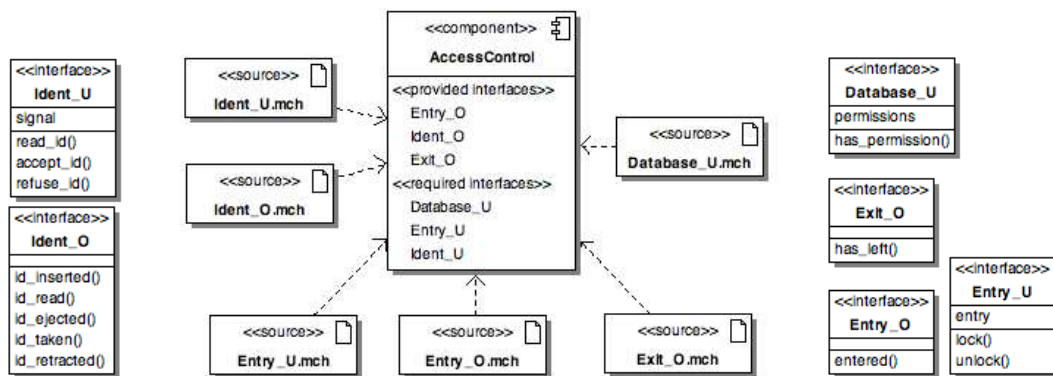 <<interface>>
Ident_U
signal
read_id()
accept_id()
refuse_id()
<<interface>>
Ident_O
id_inserted()
id_read()
id_ejected()
id_taken()
id_retracted()
<<source>>
Ident_U.mch
<<source>>
Ident_O.mch
<<source>>
Entry_U.mch
<<component>>
AccessControl
<<provided interfaces>>
Entry_O
Ident_O
Exit_O
<<required interfaces>>
Database_U
Entry_U
Ident_U
<<source>>
Entry_O.mch
<<source>>
Database_U.mch
<<source>>
Exit_O.mch
<<interface>>
Database_U
permissions
has_permission()
<<interface>>
Exit_O
has_left()
<<interface>>
Entry_O
entered()
<<interface>>
Entry_U
entry
lock()
unlock()